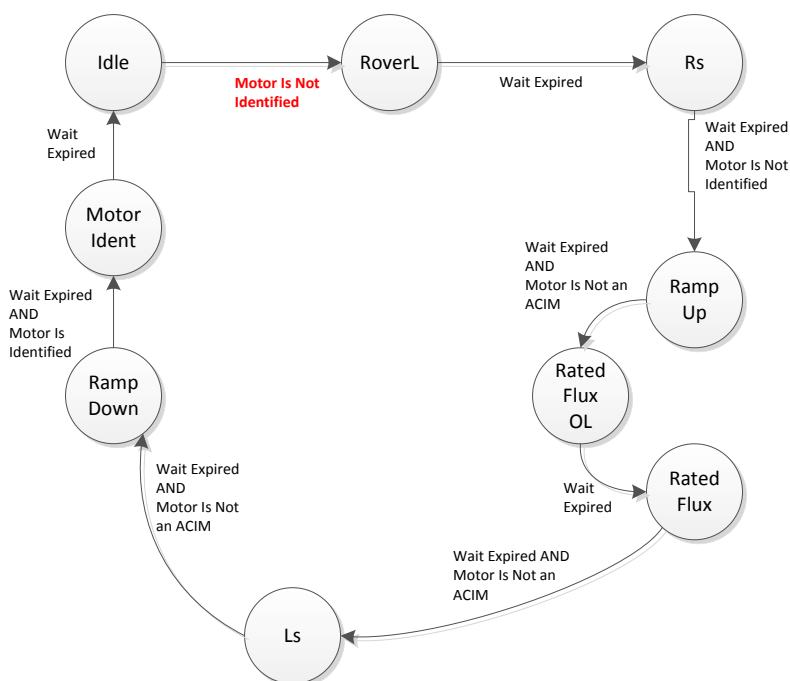 Idle
Motor Is Not
Identified
RoverL
Wait Expired
Rs
Wait Expired
AND
Motor Is Not
Identified
Ramp
Up
Wait Expired
AND
Motor Is Not an
ACIM
Rated
Flux
OL
Wait
Expired
Rated
Flux
Wait Expired AND
Motor Is Not an
ACIM
Ls
Wait Expired
AND
Motor Is Not
an ACIM
Ramp
Down
Wait Expired
AND
Motor Is
Identified
Motor
Ident
Wait
Expired